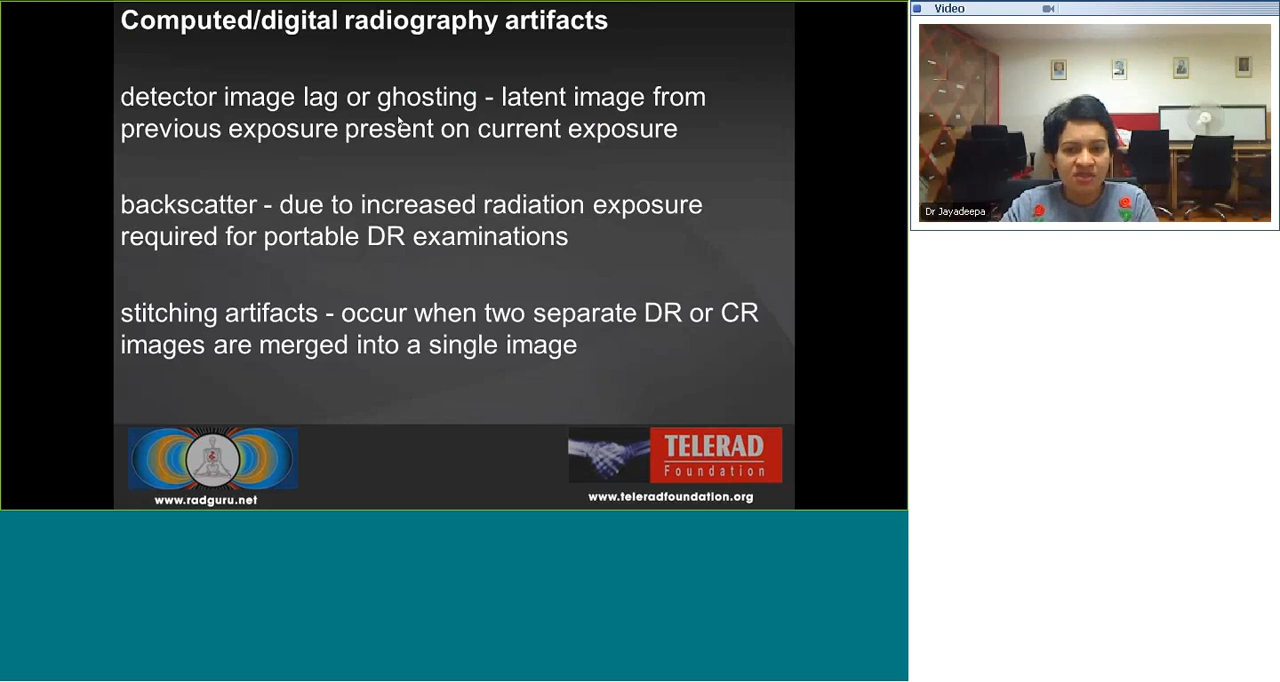 Computed/digital radiography artifacts
detector image lag or ghosting - latent image from
previous exposure present on current exposure
backscatter - due to increased radiation exposure
required for portable DR examinations
stitching artifacts - occur when two separate DR or CR
images are merged into a single image
www.radguru.net
TELERAD
Foundation
www.teleradfoundation.org
Video
Dr Jayadeepa